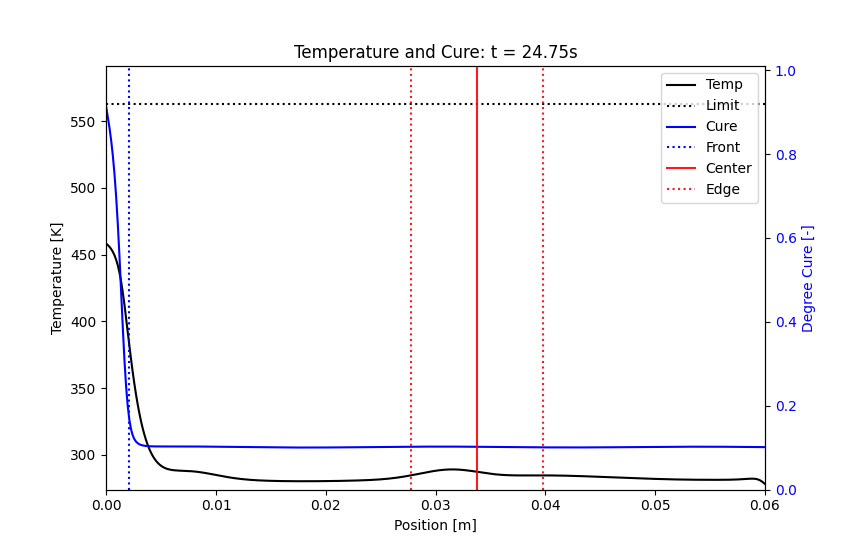 Temperature and Cure: t = 24.75s
Temp
Limit
Cure
Front
Center
Edge
Temperature [K]
550
500
450
400
350
300
1.0
0.8
0.6
0.4
0.2
0.0
Degree Cure [-]
0.00
0.01
0.02
0.03
0.04
0.05
0.06
Position [m]